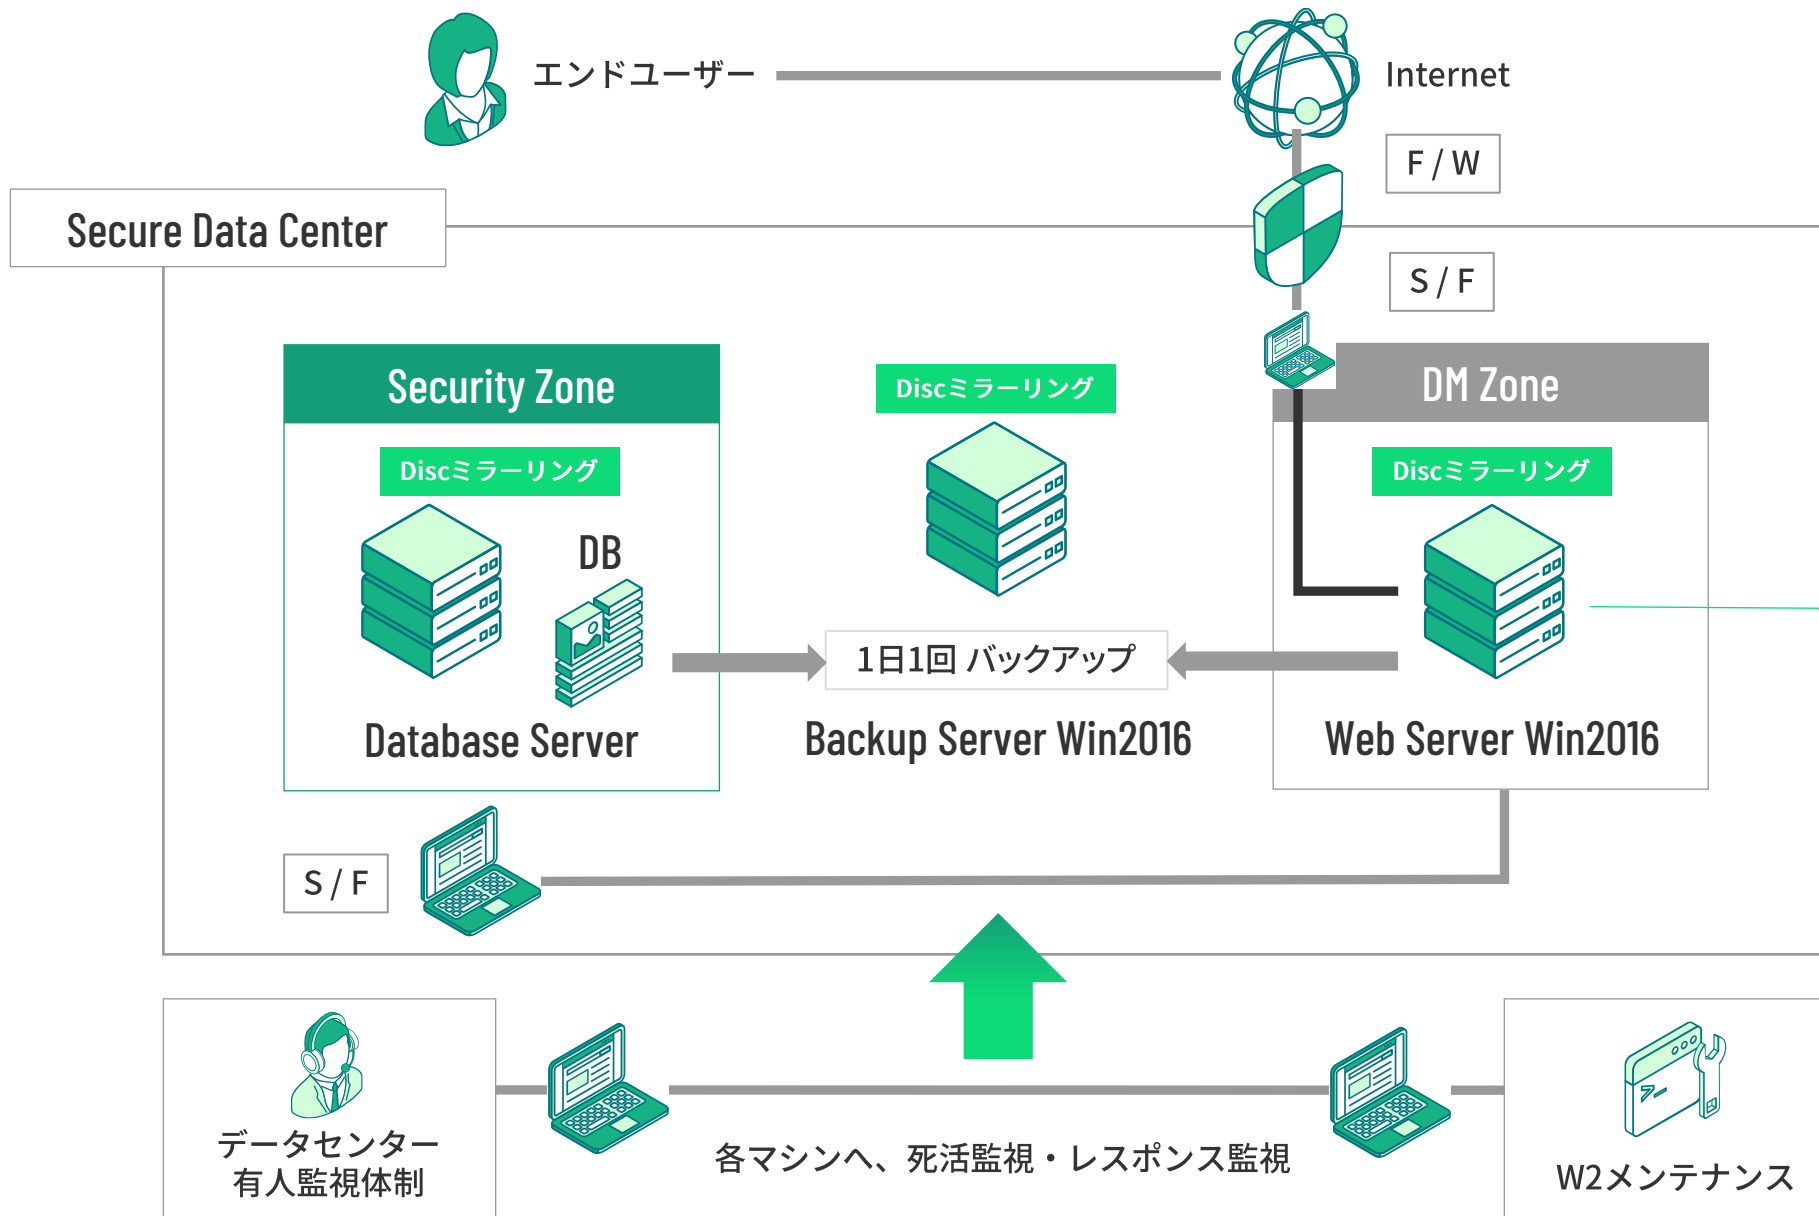 エンドユーザー
Internet
F / W
Secure Data Center
S / F
Security Zone
Discミラーリング
DM Zone
Discミラーリング
Discミラーリング
DB
1日1回 バックアップ
Database Server
Backup Server Win2016
Web Server Win2016
S / F
データセンター
有人監視体制
各マシンへ、死活監視・レスポンス監視
W2メンテナンス